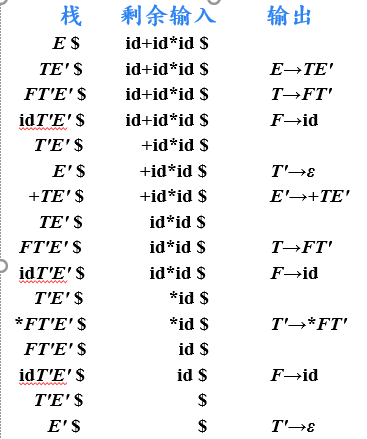 栈 剩余输入 输出
E $ id+id*id $
TE' $ id+id*id $ E→TE'
FT'E' $ id+id*id $ T→FT'
idT'E' $ id+id*id $ F→id
T'E' $ +id*id $
E' $ +id*id $ T'→ε
+TE' $ +id*id $ E'→+TE'
TE' $ id*id $
FT'E' $ id*id $ T→FT'
idT'E' $ id*id $ F→id
T'E' $ *id $
*FT'E' $ *id $ T'→*FT'
FT'E' $ id $
idT'E' $ id $ F→id
T'E' $ $
E' $ $ T'→ε